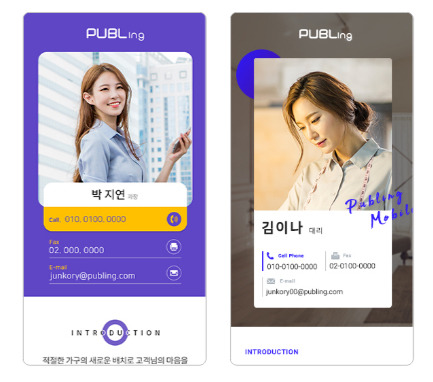 PUBLing
박 지연 과장
Call. 010. 0100. 0000
Fax
02. 000. 0000
E-mail
junkory@publing.com
INTRODUCTION
적절한 가구의 새로운 배치로 고객님의 마음을
PUBLing
Publing
Mobile
김이나 대리
Cell Phone
010-0100-0000
Fax
02-0100-0000
E-mail
junkory00@publing.com
INTRODUCTION